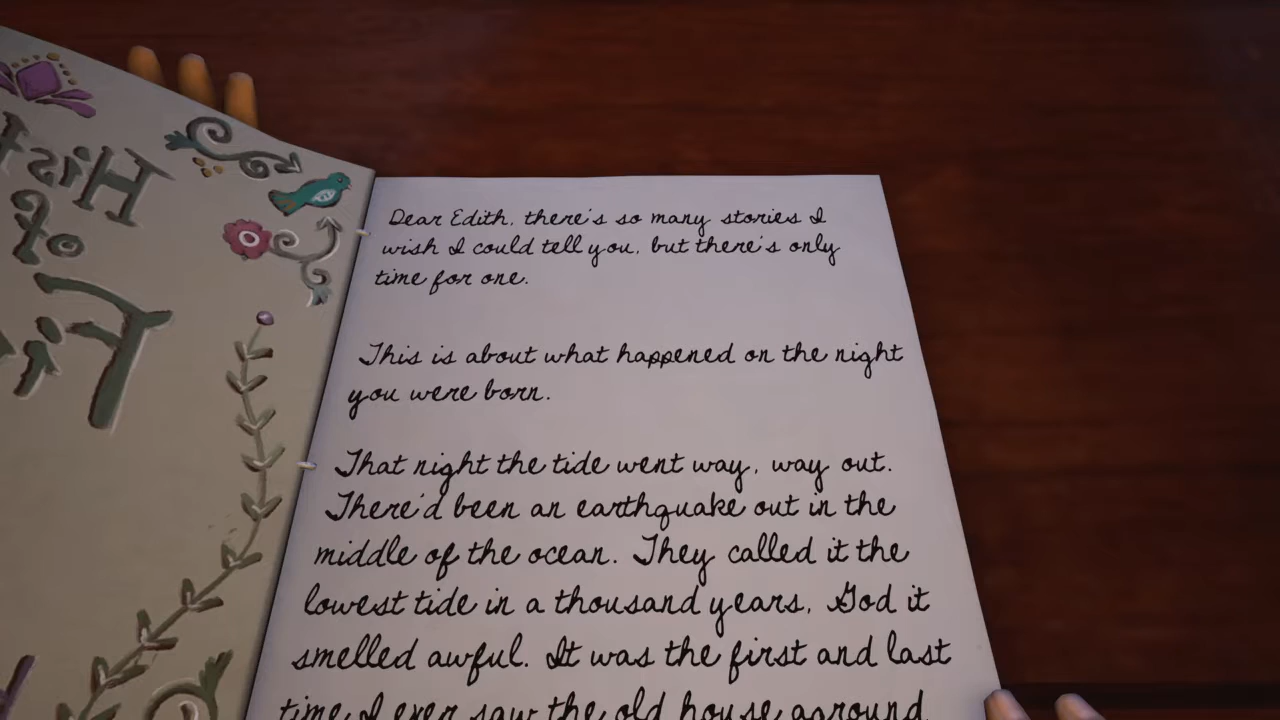 Dear Edith, there's so many stories I
wish I could tell you, but there's only
time for one.
This is about what happened on the night
you were born.
That night the tide went way, way out.
There'd been an earthquake out in the
middle of the ocean. They called it the
lowest tide in a thousand years, God it
smelled awful. It was the first and last
time I ever saw the old house aground.
Hist
of